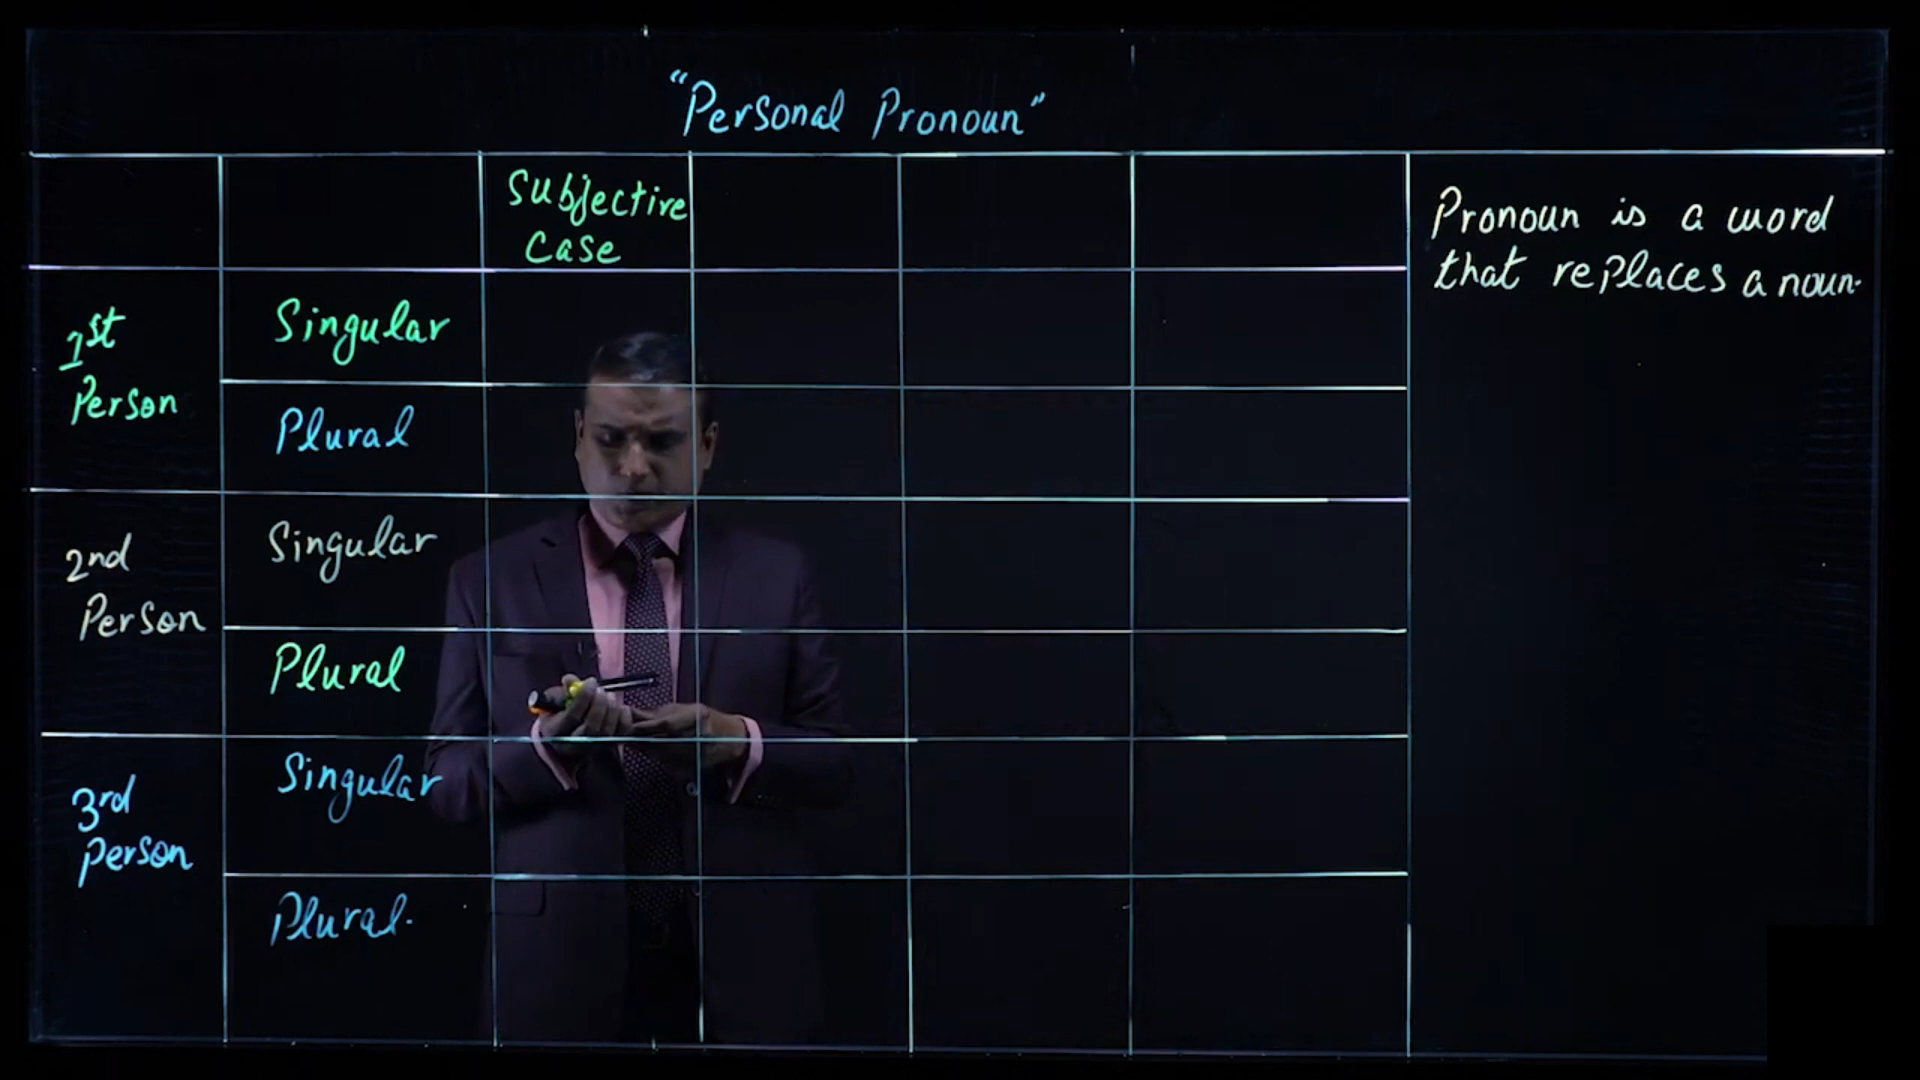 "Personal Pronoun"
Subjective
Case
Pronoun is a word
that replaces a noun.
1st
Person
Singular
Plural
2nd
Person
Singular
Plural
3rd
Person
Singular
Plural.